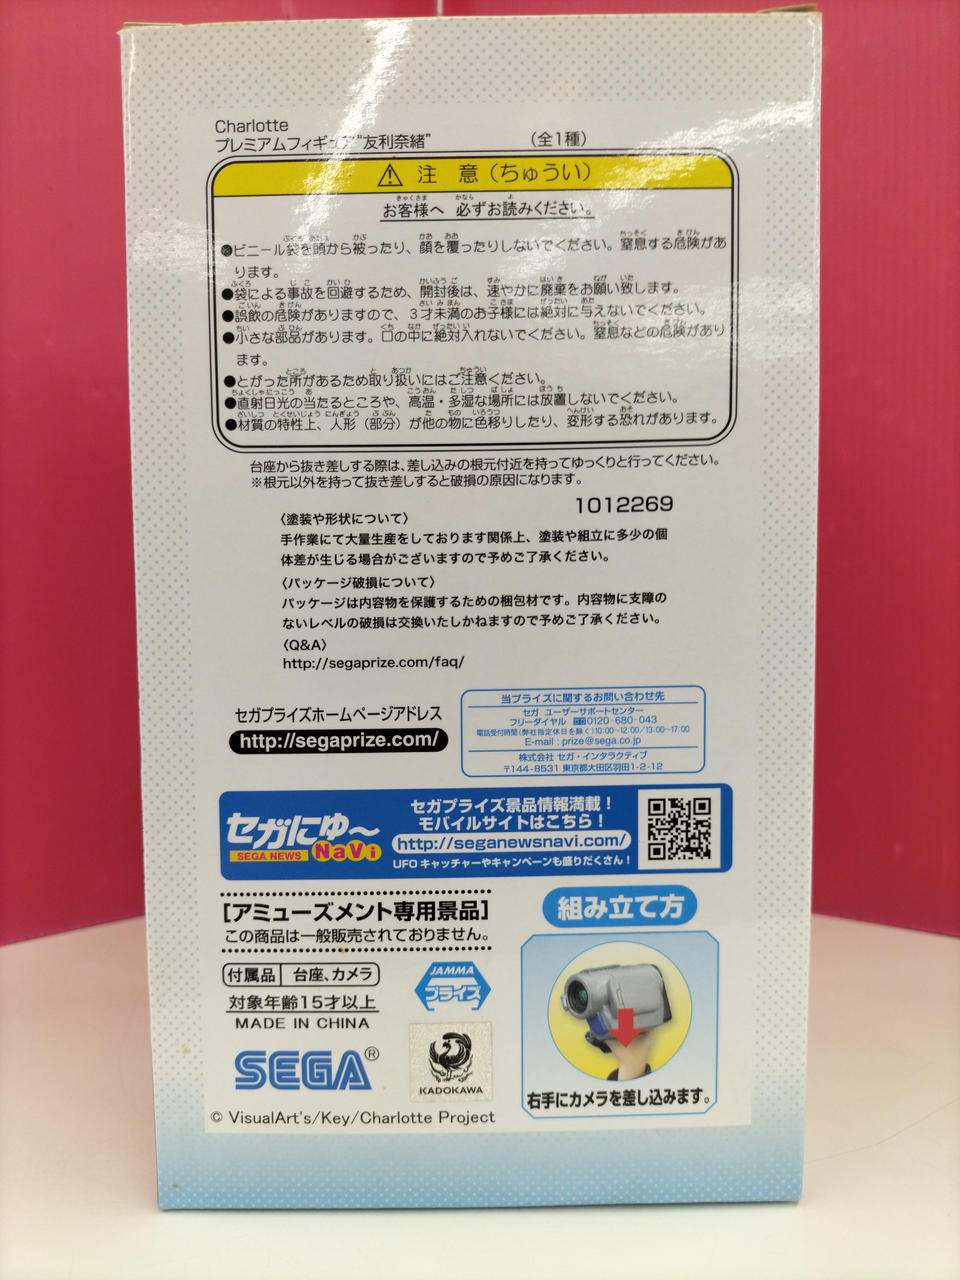 Charlotte
プレミアムフィギュア"友利奈緒" （全1種）
⚠ 注 意（ちゅうい）
お客様へ 必ずお読みください。
●ビニール袋を頭から被ったり、顔を覆ったりしないでください。窒息する危険があ
ります。
●袋による事故を回避するため、開封後は、速やかに廃棄をお願い致します。
●誤飲の危険がありますので、3才未満のお子様には絶対に与えないでください。
●小さな部品があります。口の中に絶対入れないでください。窒息などの危険があり
ます。
●とがった所があるため取り扱いにはご注意ください。
●直射日光の当たるところや、高温・多湿な場所には放置しないでください。
●材質の特性上、人形（部分）が他の物に色移りしたり、変形する恐れがあります。
台座から抜き差しする際は、差し込みの根元付近を持ってゆっくりと行ってください。
※根元以外を持って抜き差しすると破損の原因になります。
1012269
〈塗装や形状について〉
手作業にて大量生産をしております関係上、塗装や組立に多少の個
体差が生じる場合がございますので予めご了承ください。
〈パッケージ破損について〉
パッケージは内容物を保護するための梱包材です。内容物に支障の
ないレベルの破損は交換いたしかねますので予めご了承ください。
〈Q&A〉
http://segaprize.com/faq/
セガプライズホームページアドレス
http://segaprize.com/
当プライズに関するお問い合わせ先
セガ ユーザーサポートセンター
フリーダイヤル 0120-680-043
電話受付時間(弊社指定休日を除く)10:00~12:00/13:00~17:00
E-mail : prize@sega.co.jp
株式会社 セガ・インタラクティブ
〒144-8531 東京都大田区羽田1-2-12
セガにゅ～
SEGA NEWS NaVi
セガプライズ景品情報満載！
モバイルサイトはこちら！
http://seganewsnavi.com/
UFOキャッチャーやキャンペーンも盛りだくさん！
[アミューズメント専用景品]
この商品は一般販売されておりません。
付属品 台座、カメラ
対象年齢15才以上
MADE IN CHINA
JAMMA
プライズ
SEGA®
KADOKAWA
© VisualArt's/Key/Charlotte Project
組み立て方
右手にカメラを差し込みます。